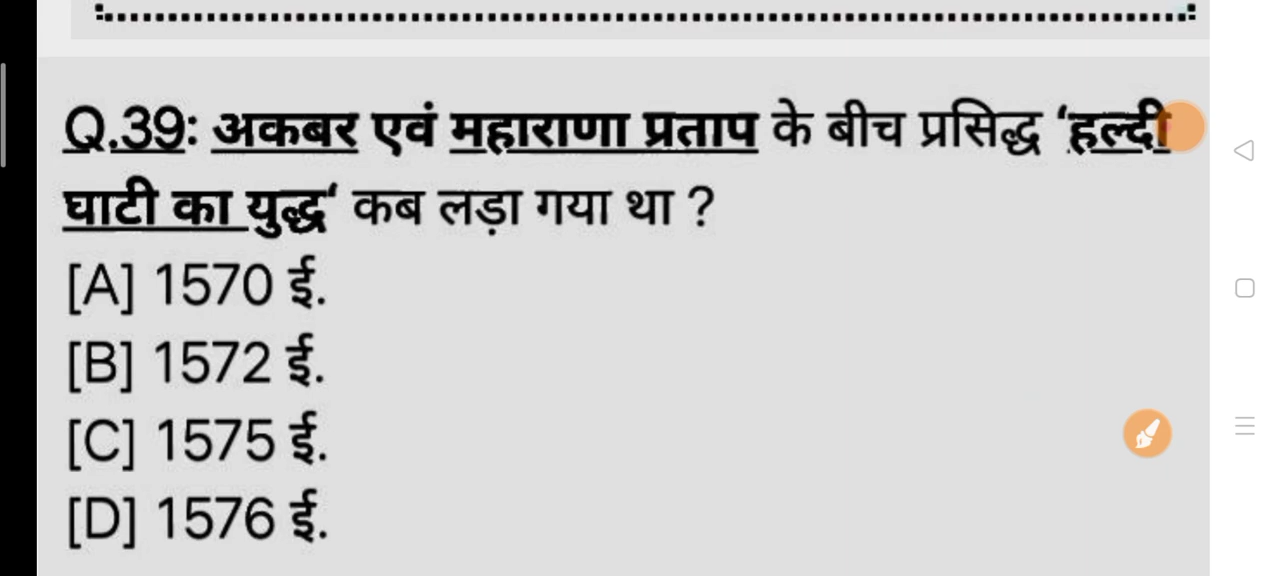 Q.39: अकबर एवं महाराणा प्रताप के बीच प्रसिद्ध ‘हल्दी
घाटी का युद्ध‘ कब लड़ा गया था ?
[A] 1570 ई.
[B] 1572 ई.
[C] 1575 ई.
[D] 1576 ई.